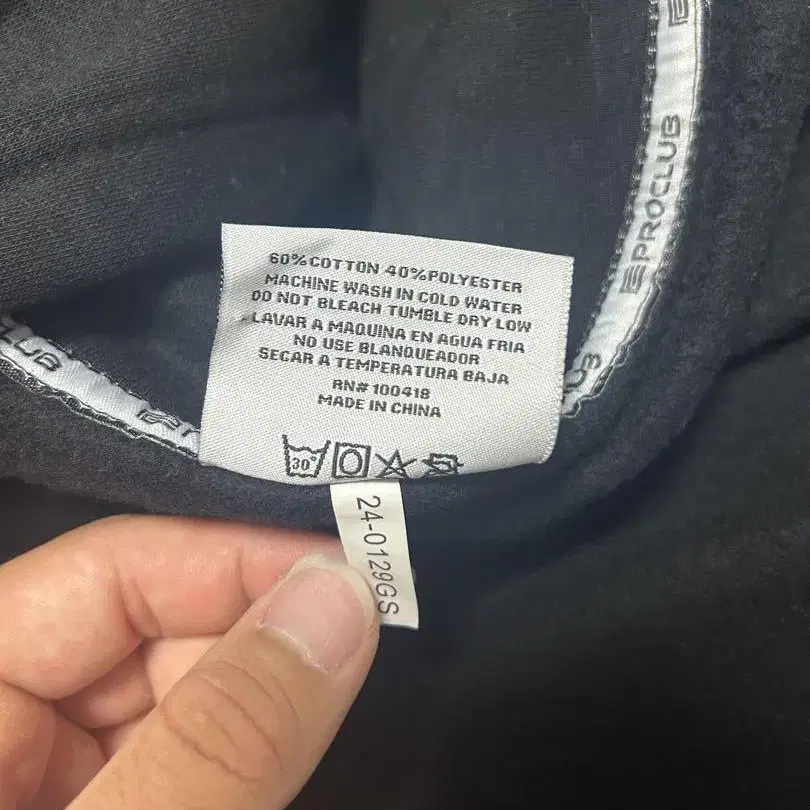 60%COTTON 40%POLYESTER
MACHINE WASH IN COLD WATER
DO NOT BLEACH TUMBLE DRY LOW
LAVAR A MAQUINA EN AGUA FRIA
NO USE BLANQUEADOR
SECAR A TEMPERATURA BAJA
RN# 100418
MADE IN CHINA
30°
24-0129GS
PROCLUB